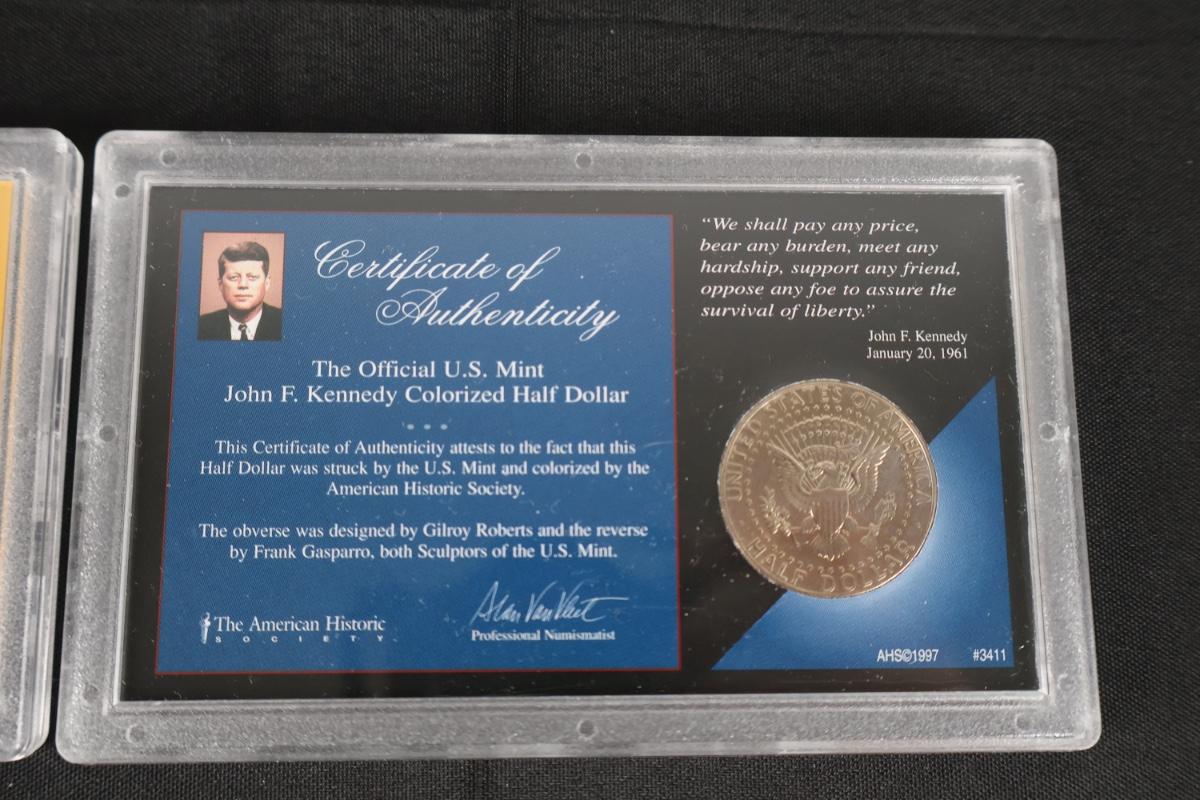 Certificate of
Authenticity
The Official U.S. Mint
John F. Kennedy Colorized Half Dollar
This Certificate of Authenticity attests to the fact that this
Half Dollar was struck by the U.S. Mint and colorized by the
American Historic Society.
The obverse was designed by Gilroy Roberts and the reverse
by Frank Gasparro, both Sculptors of the U.S. Mint.
The American Historic
SOCIETY
Alan Van Vliet
Professional Numismatist
“We shall pay any price,
bear any burden, meet any
hardship, support any friend,
oppose any foe to assure the
survival of liberty.”
John F. Kennedy
January 20, 1961
UNITED STATES OF AMERICA
HALF DOLLAR
AHS©1997 #3411